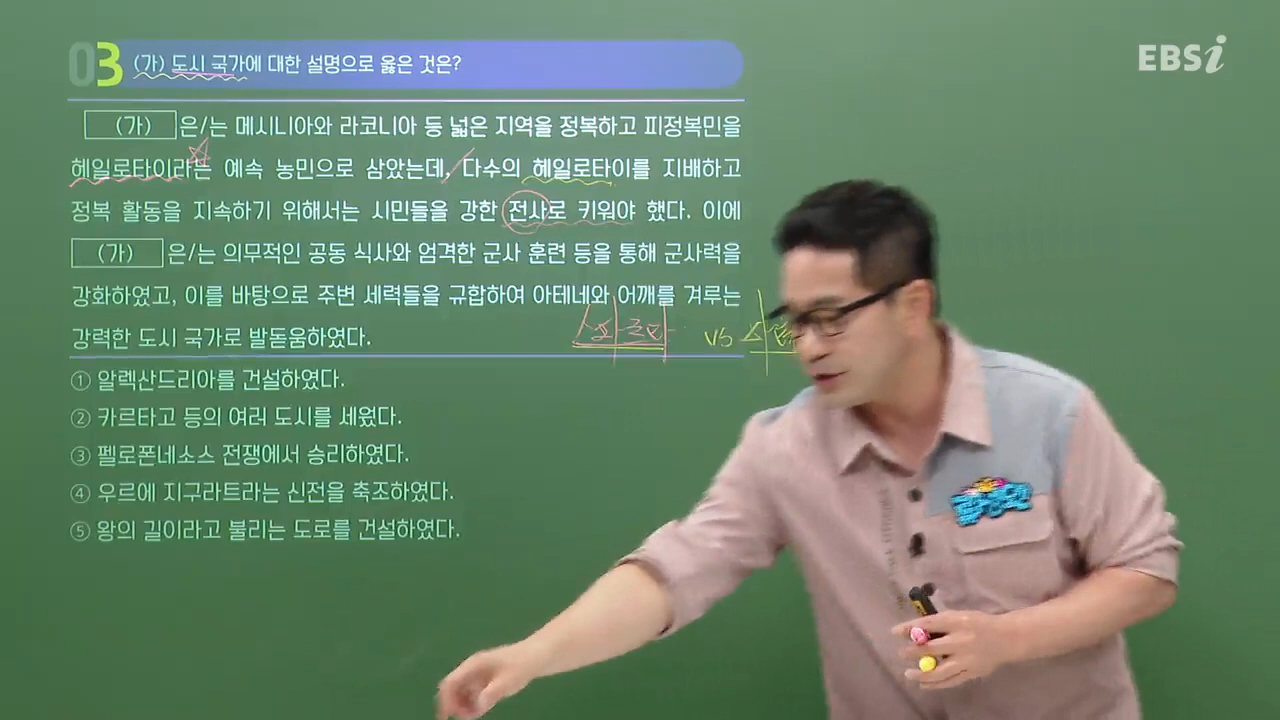 EBSi
03 (가) 도시 국가에 대한 설명으로 옳은 것은?
(가) 은/는 메시니아와 라코니아 등 넓은 지역을 정복하고 피정복민을
헤일로타이라는 예속 농민으로 삼았는데, 다수의 헤일로타이를 지배하고
정복 활동을 지속하기 위해서는 시민들을 강한 전사로 키워야 했다. 이에
(가) 은/는 의무적인 공동 식사와 엄격한 군사 훈련 등을 통해 군사력을
강화하였고, 이를 바탕으로 주변 세력들을 규합하여 아테네와 어깨를 겨루는
강력한 도시 국가로 발돋움하였다.
vs
① 알렉산드리아를 건설하였다.
② 카르타고 등의 여러 도시를 세웠다.
③ 펠로폰네소스 전쟁에서 승리하였다.
④ 우르에 지구라트라는 신전을 축조하였다.
⑤ 왕의 길이라고 불리는 도로를 건설하였다.